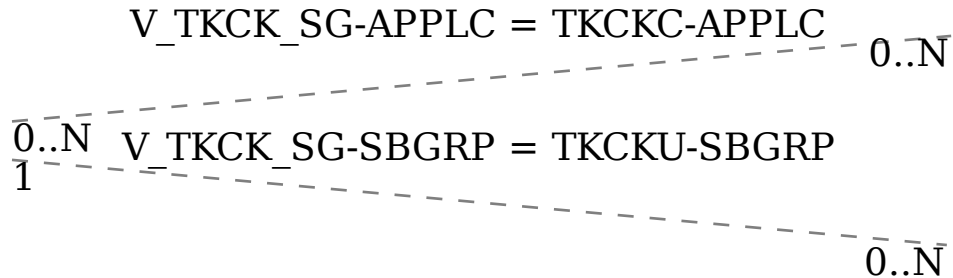 V_TKCK_SG-APPLC = TKCKC-APPLC
0..N
0..N
V_TKCK_SG-SBGRP = TKCKU-SBGRP
1
0..N